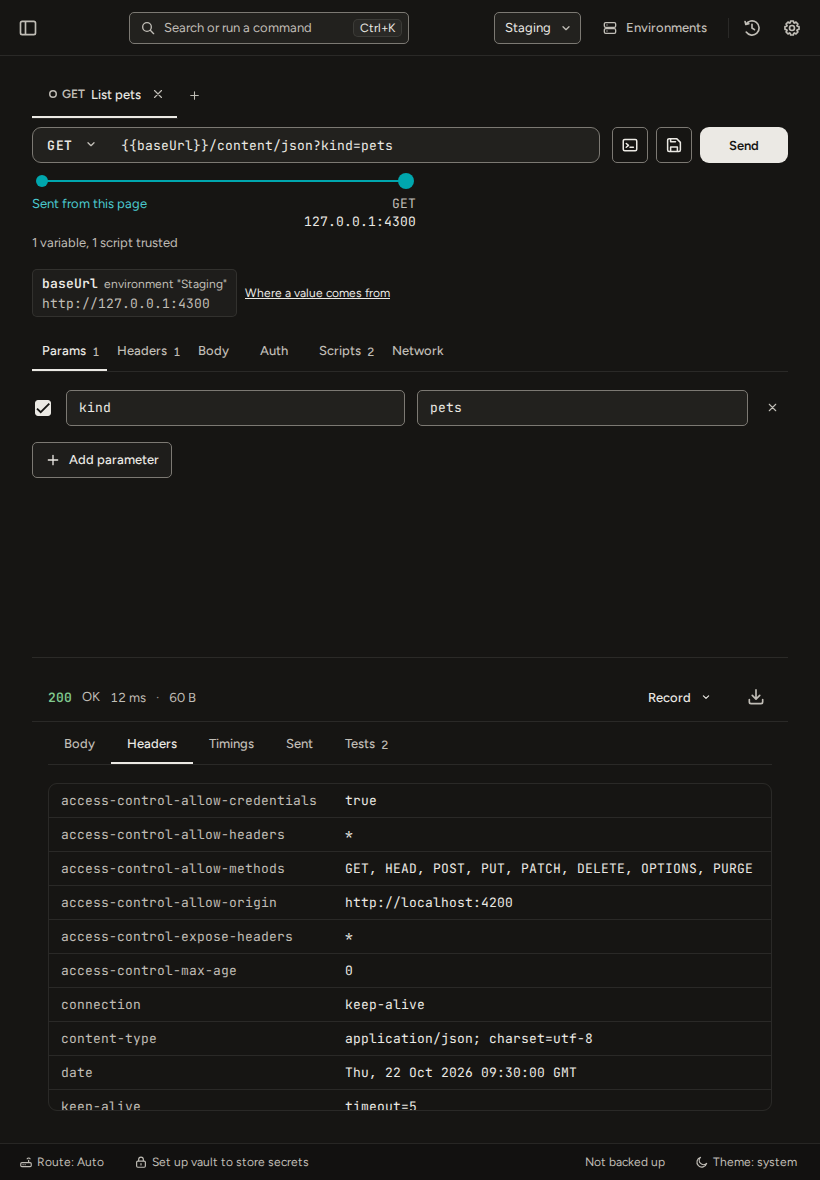 Search or run a command Ctrl+K Staging Environments
GET List pets
GET {{baseUrl}}/content/json?kind=pets Send
Sent from this page GET
127.0.0.1:4300
1 variable, 1 script trusted
baseUrl environment "Staging"
http://127.0.0.1:4300
Where a value comes from
Params 1 Headers 1 Body Auth Scripts 2 Network
kind pets
Add parameter
200 OK 12 ms · 60 B Record
Body Headers Timings Sent Tests 2
access-control-allow-credentials true
access-control-allow-headers *
access-control-allow-methods GET, HEAD, POST, PUT, PATCH, DELETE, OPTIONS, PURGE
access-control-allow-origin http://localhost:4200
access-control-expose-headers *
access-control-max-age 0
connection keep-alive
content-type application/json; charset=utf-8
date Thu, 22 Oct 2026 09:30:00 GMT
keep-alive timeout=5
Route: Auto Set up vault to store secrets Not backed up Theme: system